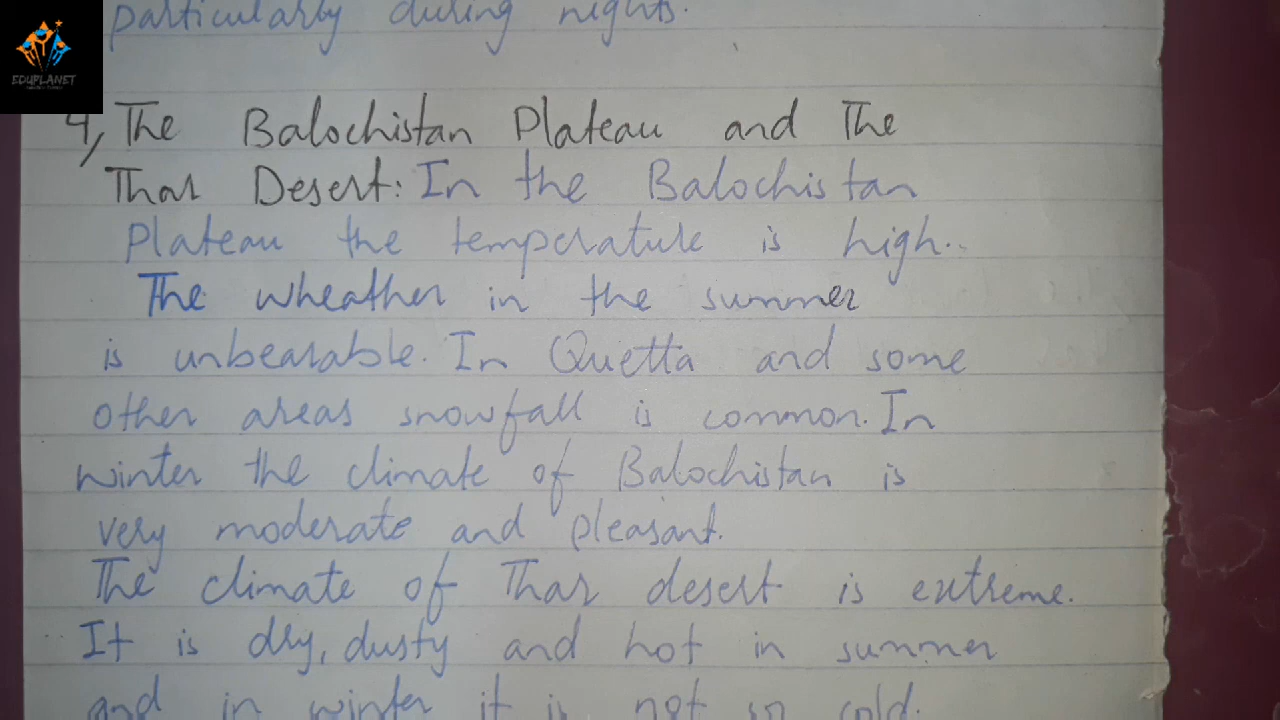 particularly during nights.
EDUPLANET
4, The Balochistan Plateau and The
Thar Desert: In the Balochistan
Plateau the temperature is high..
The wheather in the summer
is unbearable. In Quetta and some
other areas snowfall is common. In
winter the climate of Balochistan is
very moderate and pleasant.
The climate of Thar desert is extreme.
It is dry, dusty and hot in summer
and in winter it is not so cold.